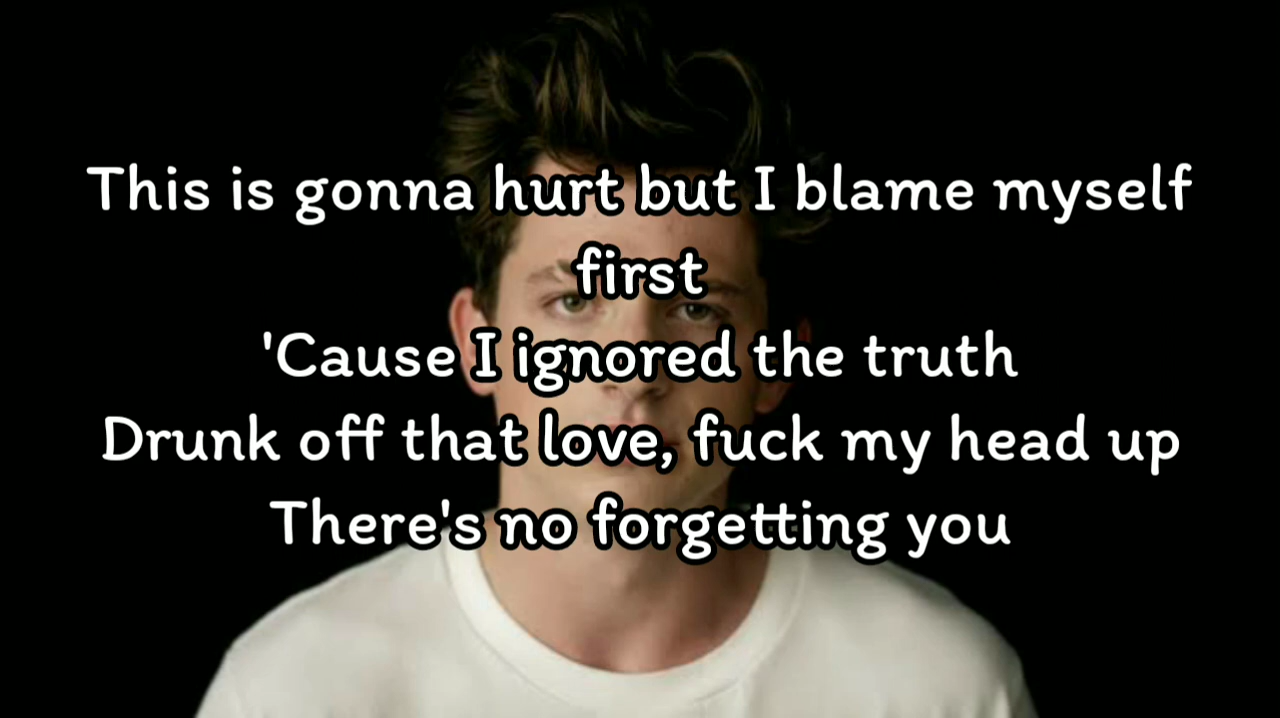 This is gonna hurt but I blame myself
first
'Cause I ignored the truth
Drunk off that love, fuck my head up
There's no forgetting you